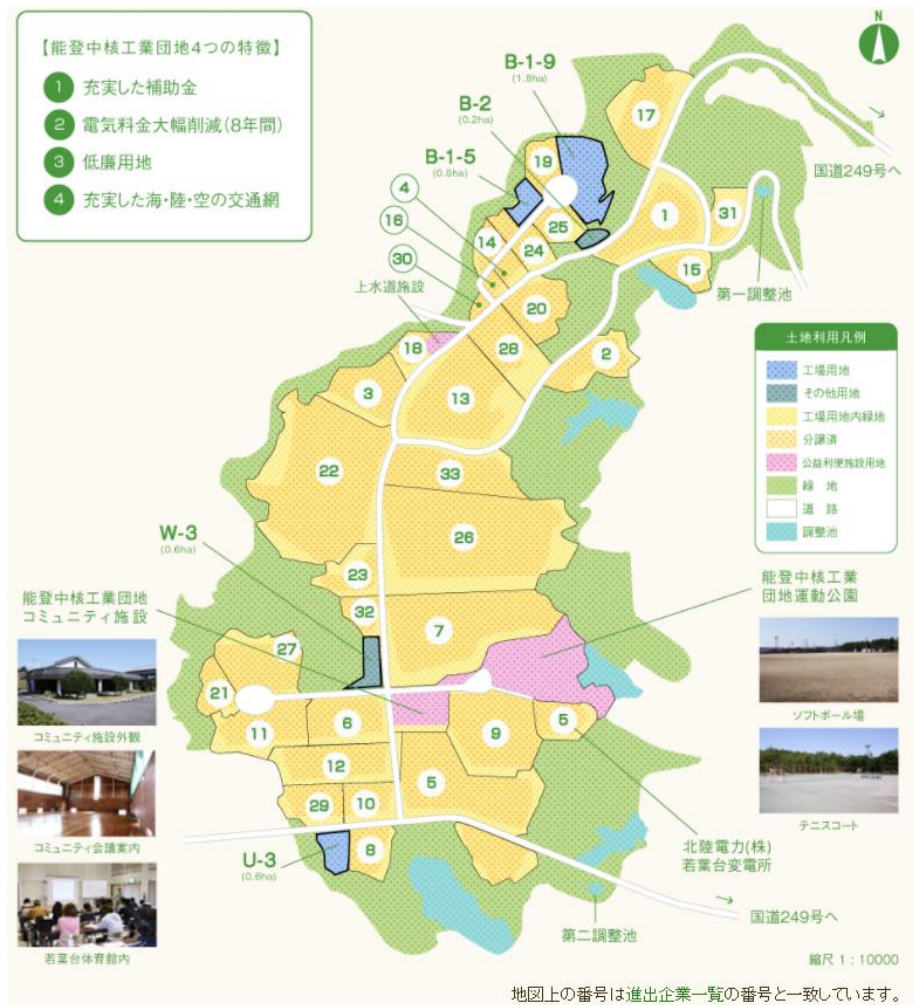 【能登中核工業団地4つの特徴】
1 充実した補助金
2 電気料金大幅削減(8年間)
3 低廉用地
4 充実した海・陸・空の交通網
N
B-1-9
(1.8ha)
B-2
(0.2ha)
B-1-5
(0.6ha)
17
19
国道249号へ
4
16
30
1
31
25
14
24
15
第一調整池
上水道施設
20
18
28
2
3
13
土地利用凡例
工場用地
その他用地
工場用地内緑地
分譲済
公益利便施設用地
緑 地
道 路
調整池
22
33
26
W-3
(0.6ha)
23
32
7
能登中核工業
団地運動公園
能登中核工業団地
コミュニティ施設
27
21
11
6
9
5
12
5
29
10
8
コミュニティ施設外観
コミュニティ会議案内
若葉台体育館内
ソフトボール場
テニスコート
U-3
(0.6ha)
北陸電力(株)
若葉台変電所
国道249号へ
第二調整池
縮尺 1:10000
地図上の番号は進出企業一覧の番号と一致しています。